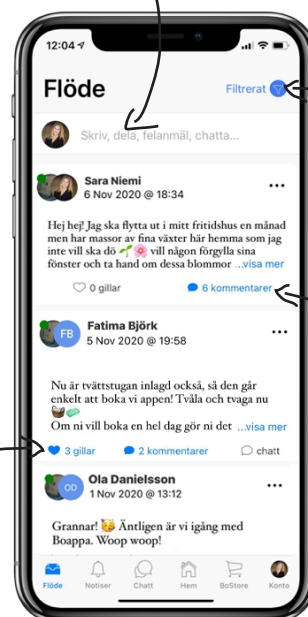 12:04
Flöde
Filtrerat
Skriv, dela, felanmäl, chatta...
Sara Niemi
6 Nov 2020 @ 18:34
Hej hej! Jag ska flytta ut i mitt fritidshus en månad
men har massor av fina växter här hemma som jag
inte vill ska dö 🌱🌸 vill någon förgylla sina
fönster och ta hand om dessa blommor ...visa mer
0 gillar
6 kommentarer
FB
Fatima Björk
5 Nov 2020 @ 19:58
Nu är tvättstugan inlagd också, så den går
enkelt att boka vi appen! Tvåla och tvaga nu
🧺🧼
Om ni vill boka en hel dag gör ni det ...visa mer
3 gillar
2 kommentarer
chatt
OD
Ola Danielsson
1 Nov 2020 @ 13:12
Grannar! 🥳 Äntligen är vi igång med
Boappa. Woop woop!
Flöde
Notiser
Chatt
Hem
BoStore
Konto